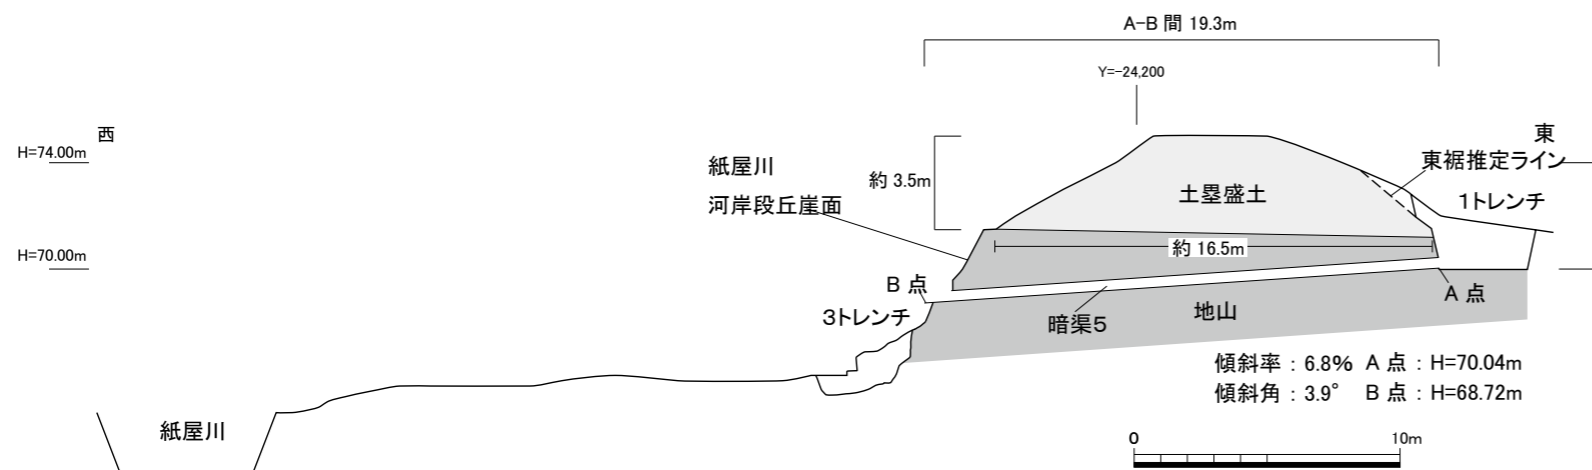 A-B 間 19.3m
Y=-24,200
西
H=74.00m
東
東裾推定ライン
紙屋川
河岸段丘崖面
約 3.5m
土塁盛土
1トレンチ
約 16.5m
H=70.00m
B 点
A 点
3トレンチ
暗渠5
地山
傾斜率：6.8% A 点：H=70.04m
傾斜角：3.9° B 点：H=68.72m
紙屋川
0
10m